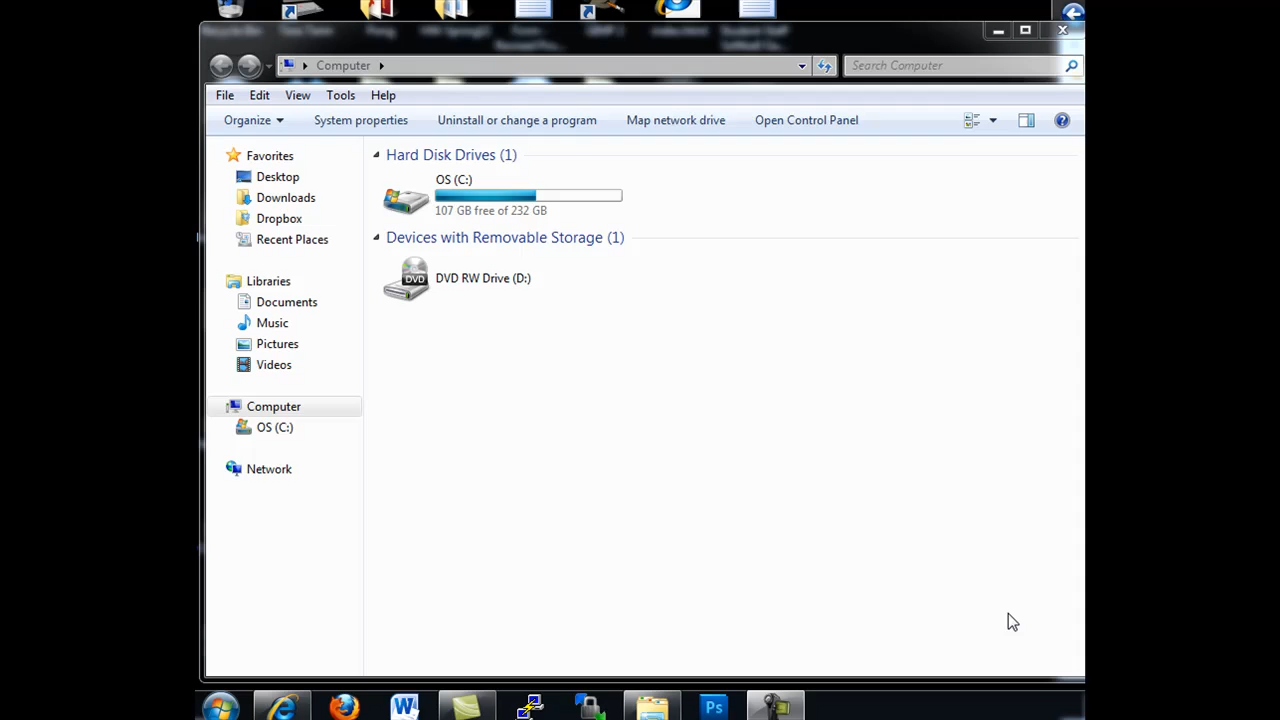 Computer
Search Computer
File Edit View Tools Help
Organize System properties Uninstall or change a program Map network drive Open Control Panel
Favorites
Desktop
Downloads
Dropbox
Recent Places
Libraries
Documents
Music
Pictures
Videos
Computer
OS (C:)
Network
Hard Disk Drives (1)
OS (C:)
107 GB free of 232 GB
Devices with Removable Storage (1)
DVD
DVD RW Drive (D:)
W
Ps